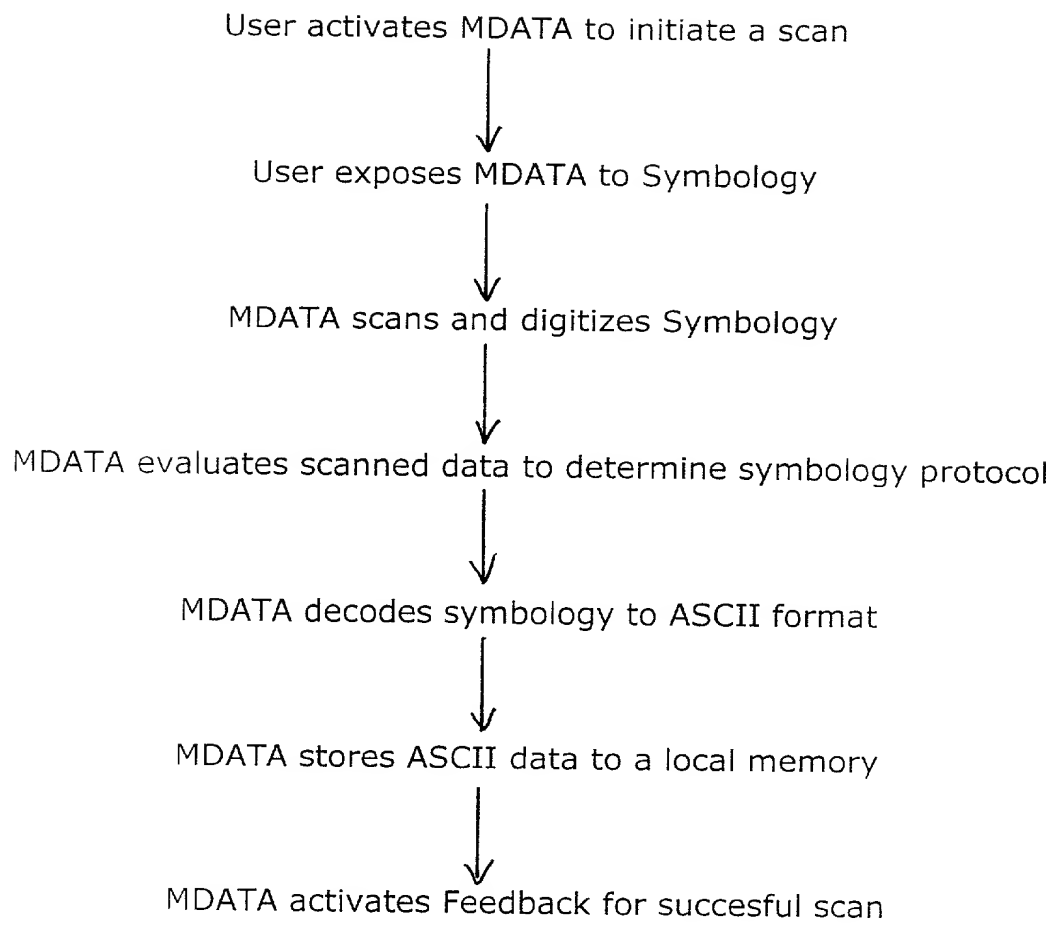 User activates MDATA to initiate a scan
User exposes MDATA to Symbology
MDATA scans and digitizes Symbology
MDATA evaluates scanned data to determine symbology protocol
MDATA decodes symbology to ASCII format
MDATA stores ASCII data to a local memory
MDATA activates Feedback for succesful scan